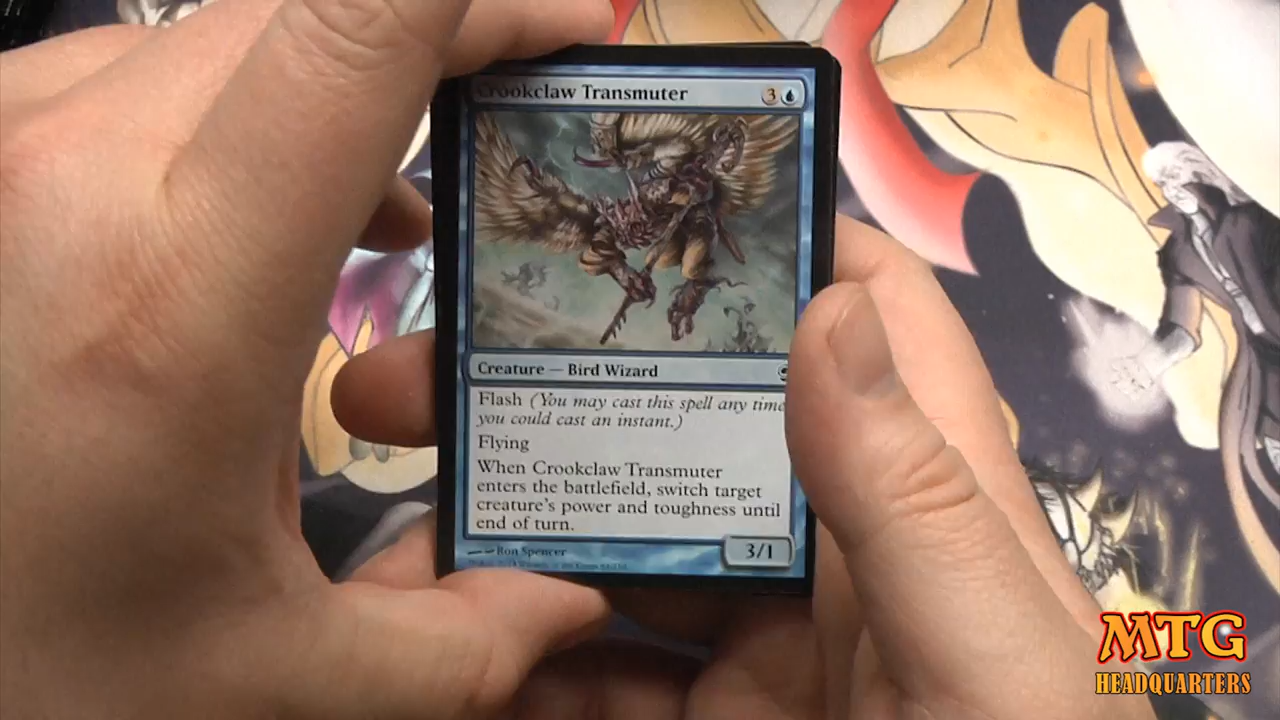 Crookclaw Transmuter 3
Creature — Bird Wizard
Flash (You may cast this spell any time
you could cast an instant.)
Flying
When Crookclaw Transmuter
enters the battlefield, switch target
creature's power and toughness until
end of turn.
Ron Spencer
3/1
MTG
HEADQUARTERS